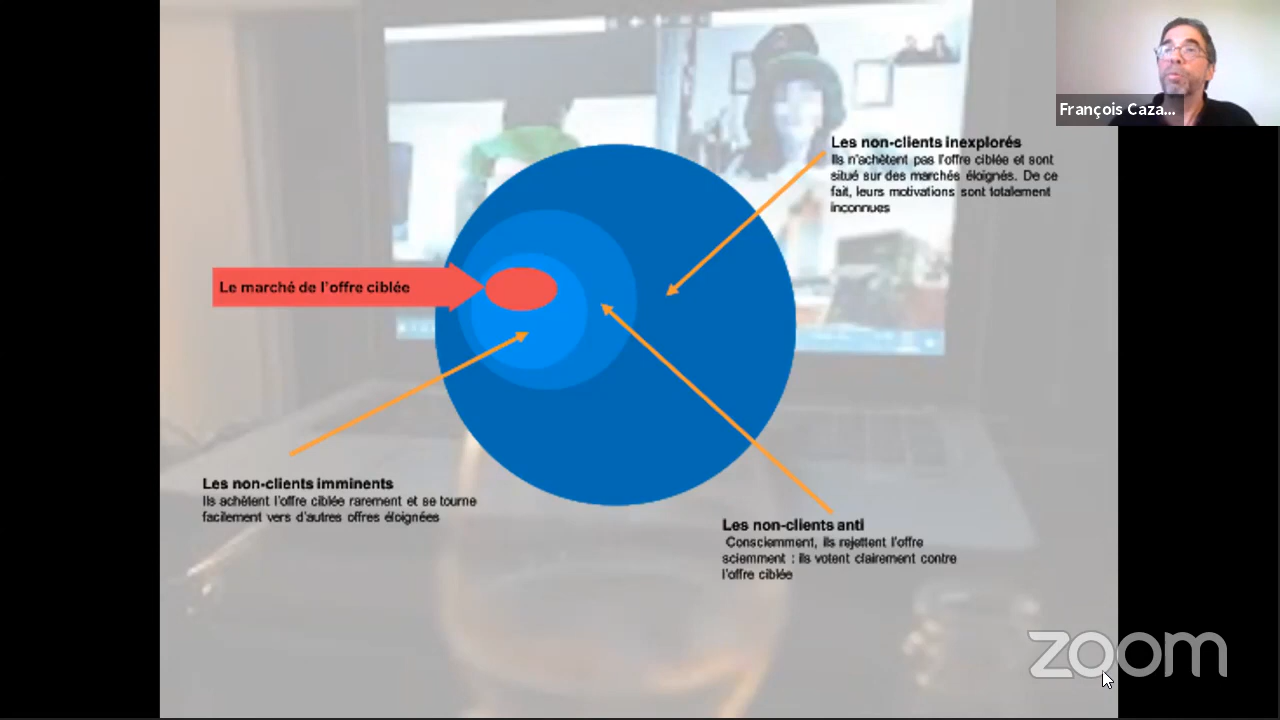 François Caza...
Les non-clients inexplorés
Ils n'achètent pas l'offre ciblée et sont
situé sur des marchés éloignés. De ce
fait, leurs motivations sont totalement
inconnues
Le marché de l'offre ciblée
Les non-clients imminents
Ils achètent l'offre ciblée rarement et se tourne
facilement vers d'autres offres éloignées
Les non-clients anti
Consciemment, ils rejettent l'offre
sciemment : ils votent clairement contre
l'offre ciblée
zoom